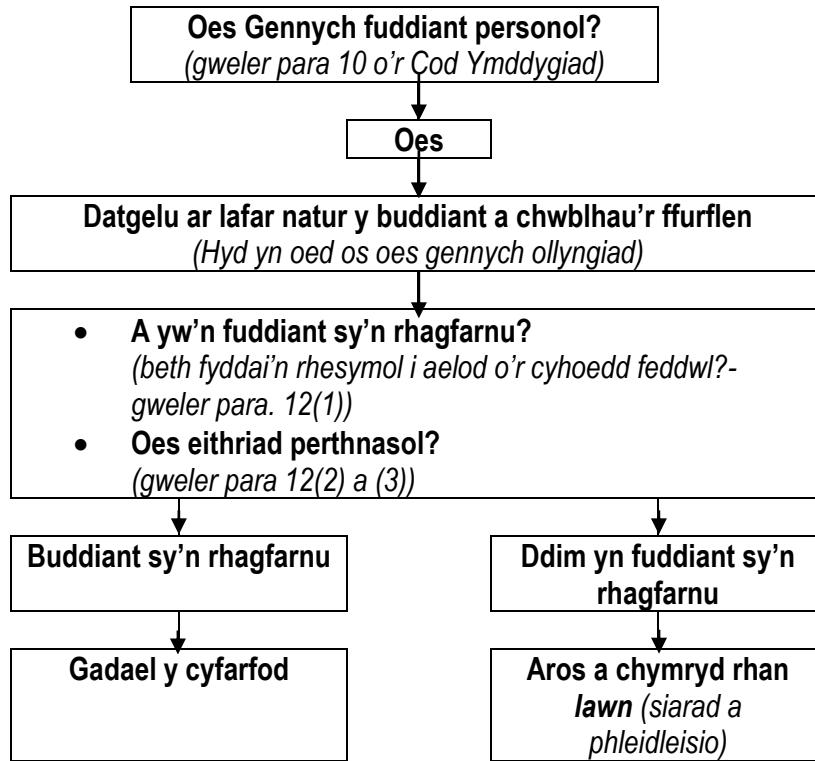 Oes Gennych fuddiant personol?
(gweler para 10 o'r Cod Ymddygiad)
Oes
Datgelu ar lafar natur y buddiant a chwblhau'r ffurflen
(Hyd yn oed os oes gennych ollyngiad)
• A yw'n fuddiant sy'n rhagfarnu?
(beth fyddai'n rhesymol i aelod o'r cyhoedd feddwl?-
gweler para. 12(1))
• Oes eithriad perthnasol?
(gweler para 12(2) a (3))
Buddiant sy'n rhagfarnu
Ddim yn fuddiant sy'n
rhagfarnu
Gadael y cyfarfod
Aros a chymryd rhan
lawn (siarad a
phleidleisio)